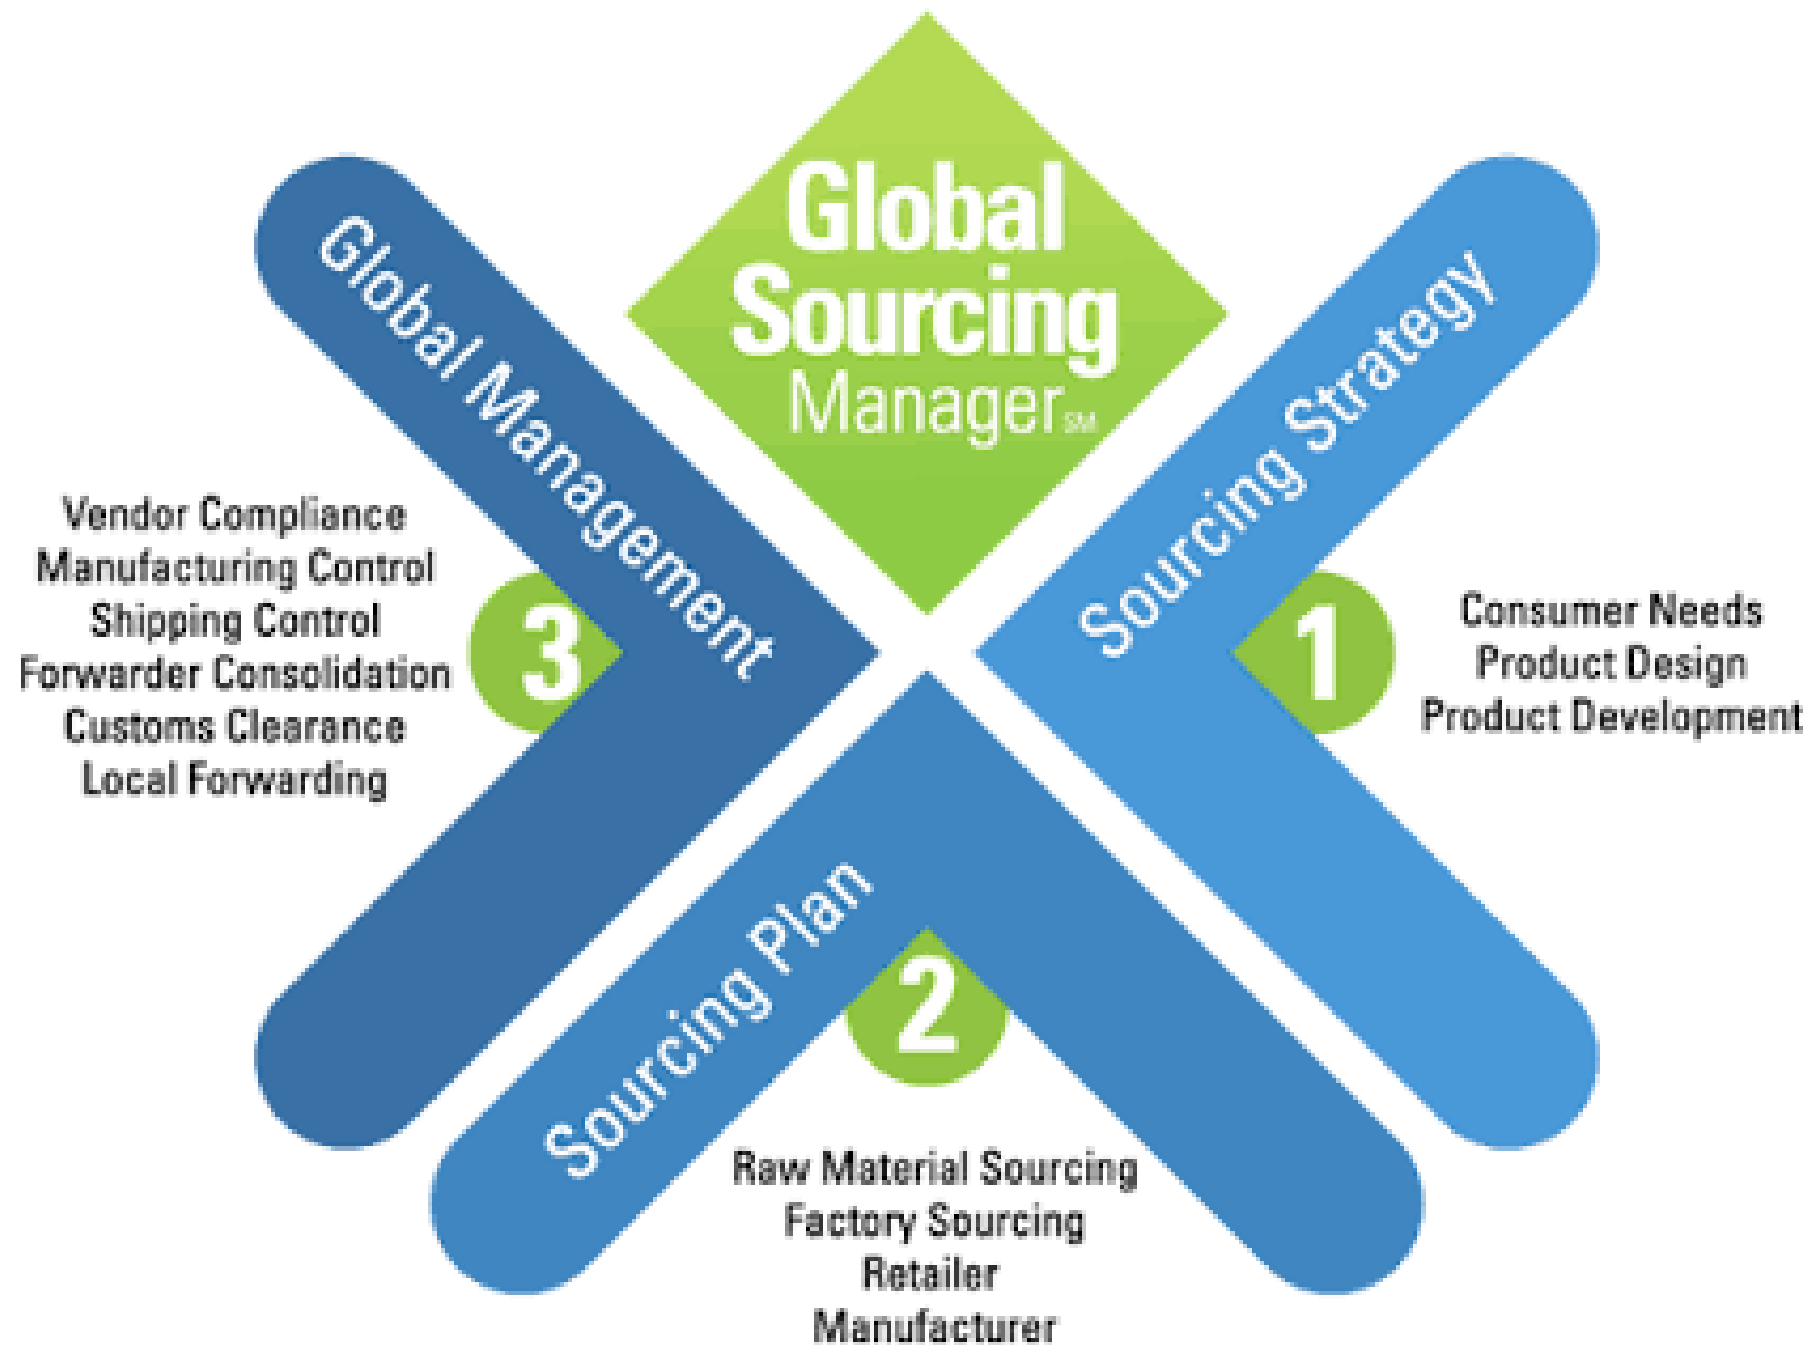 Global
Sourcing
Manager SM
Global Management
Sourcing Strategy
Vendor Compliance
Manufacturing Control
Shipping Control
Forwarder Consolidation
Customs Clearance
Local Forwarding
3
1
Consumer Needs
Product Design
Product Development
Sourcing Plan
2
Raw Material Sourcing
Factory Sourcing
Retailer
Manufacturer